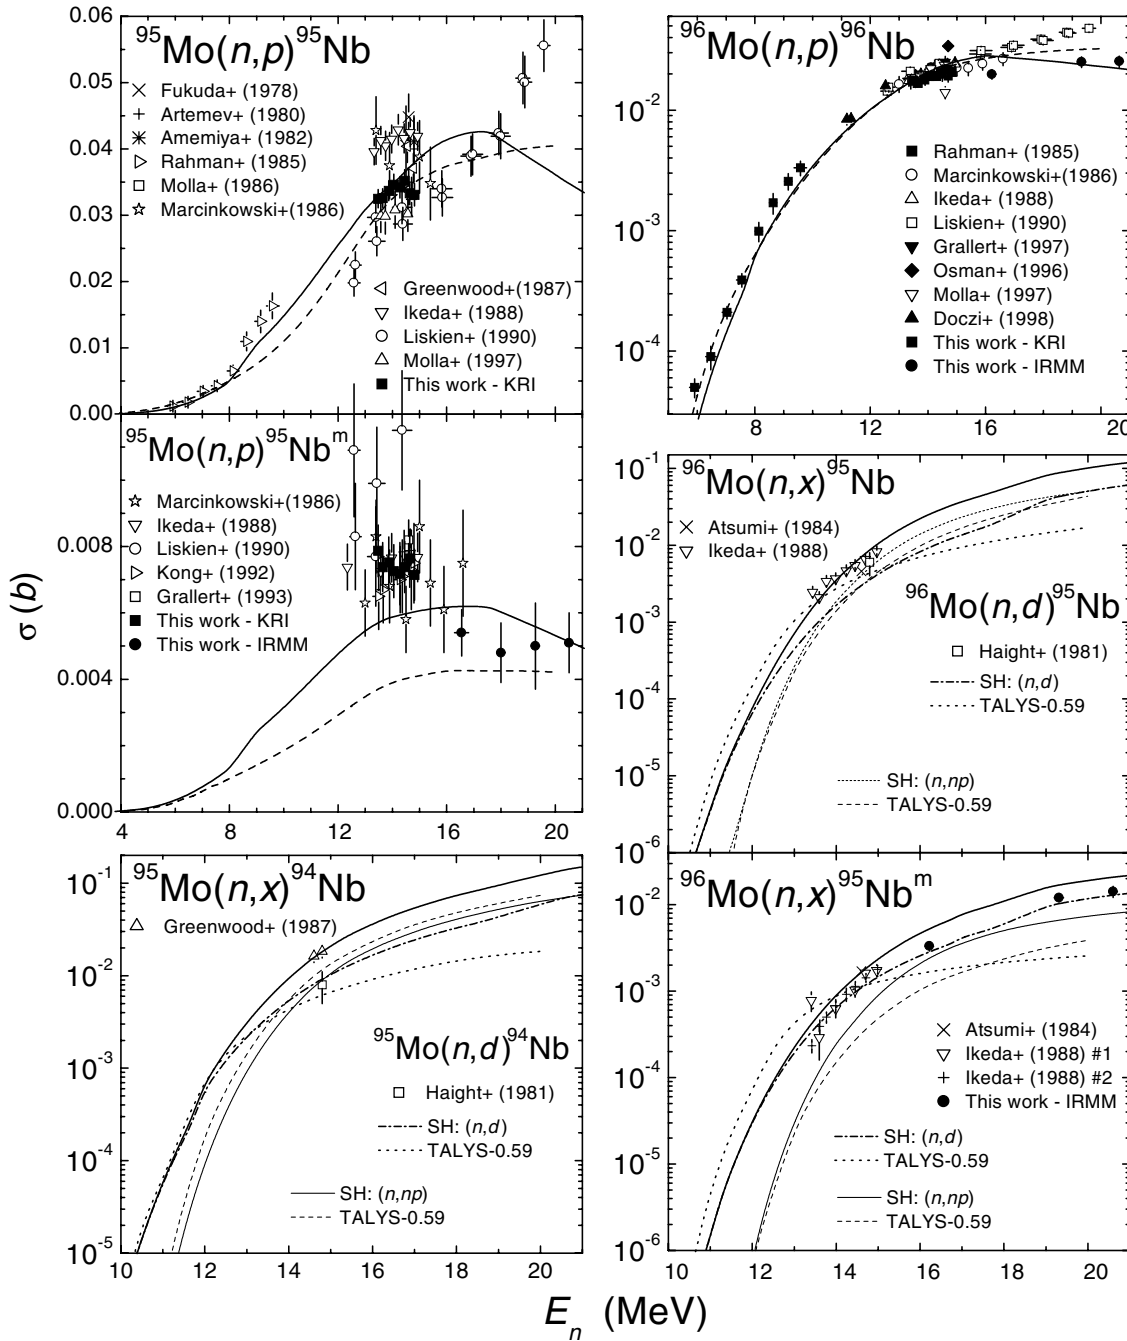 σ (b)
⁹⁵Mo(n,p)⁹⁵Nb
0.06
0.05
0.04
0.03
0.02
0.01
0.00
Fukuda+ (1978)
Artemev+ (1980)
Amemiya+ (1982)
Rahman+ (1985)
Molla+ (1986)
Marcinkowski+(1986)
Greenwood+(1987)
Ikeda+ (1988)
Liskien+ (1990)
Molla+ (1997)
This work - KRI
⁹⁶Mo(n,p)⁹⁶Nb
10⁻²
10⁻³
10⁻⁴
Rahman+ (1985)
Marcinkowski+(1986)
Ikeda+ (1988)
Liskien+ (1990)
Grallert+ (1997)
Osman+ (1996)
Molla+ (1997)
Doczi+ (1998)
This work - KRI
This work - IRMM
8 12 16 20
⁹⁵Mo(n,p)⁹⁵Nbᵐ
0.008
0.004
0.000
Marcinkowski+(1986)
Ikeda+ (1988)
Liskien+ (1990)
Kong+ (1992)
Grallert+ (1993)
This work - KRI
This work - IRMM
4 8 12 16 20
⁹⁶Mo(n,x)⁹⁵Nb
10⁻¹
10⁻²
10⁻³
10⁻⁴
10⁻⁵
10⁻⁶
Atsumi+ (1984)
Ikeda+ (1988)
⁹⁶Mo(n,d)⁹⁵Nb
Haight+ (1981)
SH: (n,d)
TALYS-0.59
SH: (n,np)
TALYS-0.59
⁹⁵Mo(n,x)⁹⁴Nb
10⁻¹
10⁻²
10⁻³
10⁻⁴
10⁻⁵
Greenwood+ (1987)
⁹⁵Mo(n,d)⁹⁴Nb
Haight+ (1981)
SH: (n,d)
TALYS-0.59
SH: (n,np)
TALYS-0.59
10 12 14 16 18 20
⁹⁶Mo(n,x)⁹⁵Nbᵐ
10⁻²
10⁻³
10⁻⁴
10⁻⁵
10⁻⁶
Atsumi+ (1984)
Ikeda+ (1988) #1
Ikeda+ (1988) #2
This work - IRMM
SH: (n,d)
TALYS-0.59
SH: (n,np)
TALYS-0.59
10 12 14 16 18 20
Eₙ (MeV)